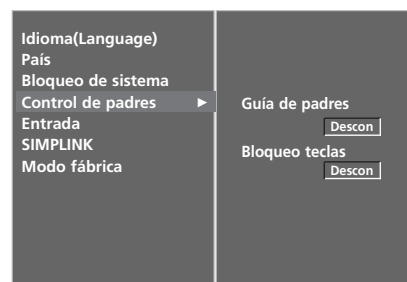 Idioma(Language)
País
Bloqueo de sistema
Control de padres ►
Entrada
SIMPLINK
Modo fábrica
Guía de padres
Descon
Bloqueo teclas
Descon